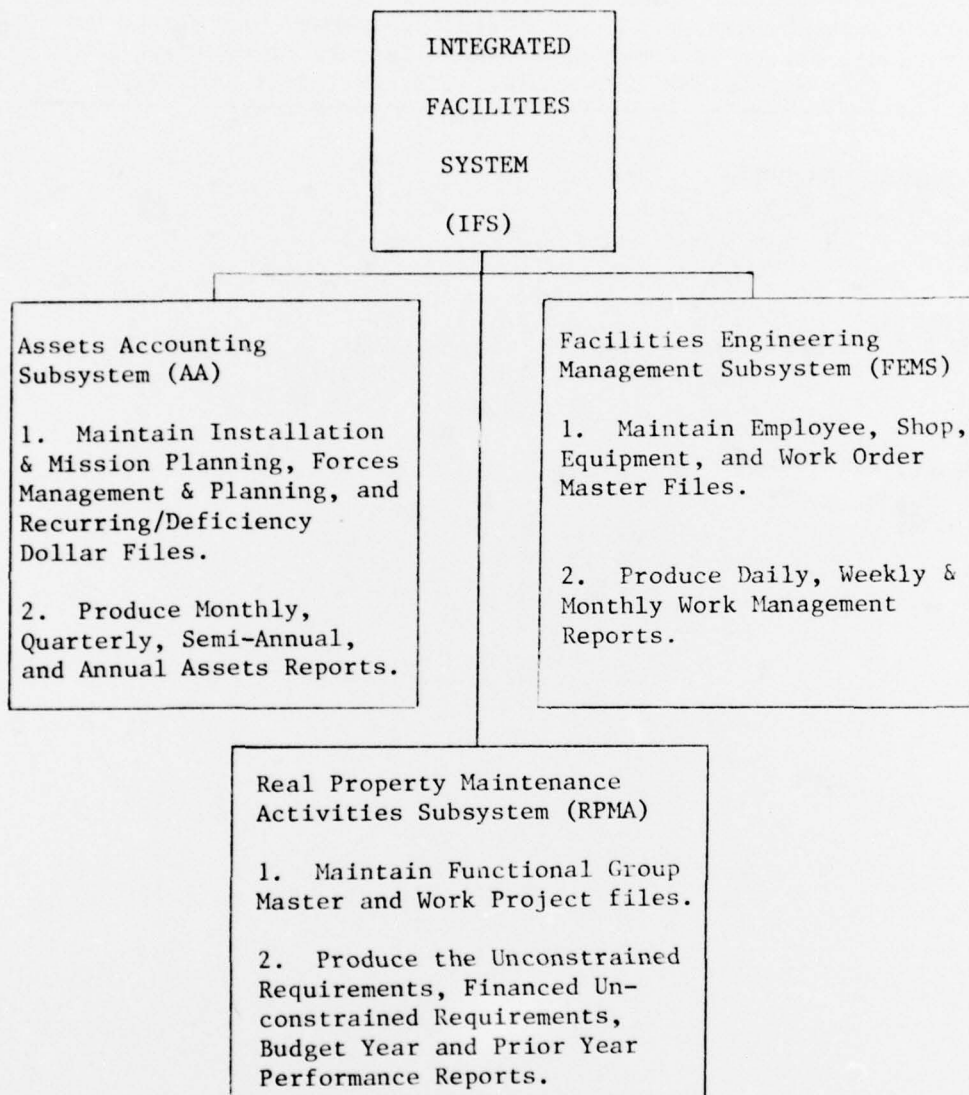 INTEGRATED
FACILITIES
SYSTEM
(IFS)
Assets Accounting
Subsystem (AA)
1. Maintain Installation
& Mission Planning, Forces
Management & Planning, and
Recurring/Deficiency
Dollar Files.
2. Produce Monthly,
Quarterly, Semi-Annual,
and Annual Assets Reports.
Facilities Engineering
Management Subsystem (FEMS)
1. Maintain Employee, Shop,
Equipment, and Work Order
Master Files.
2. Produce Daily, Weekly &
Monthly Work Management
Reports.
Real Property Maintenance
Activities Subsystem (RPMA)
1. Maintain Functional Group
Master and Work Project files.
2. Produce the Unconstrained
Requirements, Financed Un-
constrained Requirements,
Budget Year and Prior Year
Performance Reports.